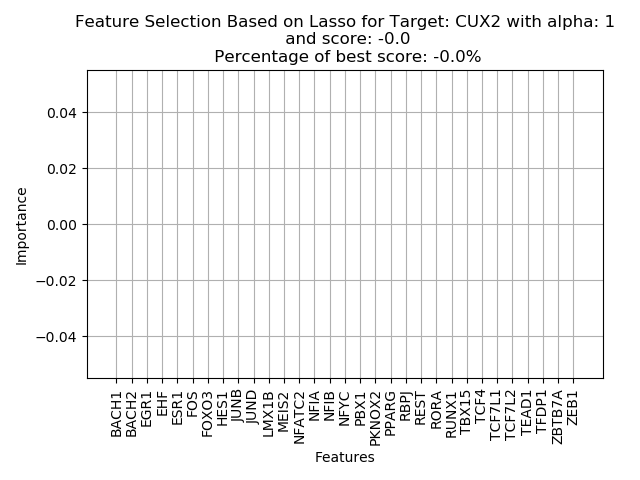 Feature Selection Based on Lasso for Target: CUX2 with alpha: 1
and score: -0.0
Percentage of best score: -0.0%
Importance
0.04
0.02
0.00
−0.02
−0.04
BACH1
BACH2
EGR1
EHF
ESR1
FOS
FOXO3
HES1
JUNB
JUND
LMX1B
MEIS2
NFATC2
NFIA
NFIB
NFYC
PBX1
PKNOX2
PPARG
RBPJ
REST
RORA
RUNX1
TBX15
TCF4
TCF7L1
TCF7L2
TEAD1
TFDP1
ZBTB7A
ZEB1
Features